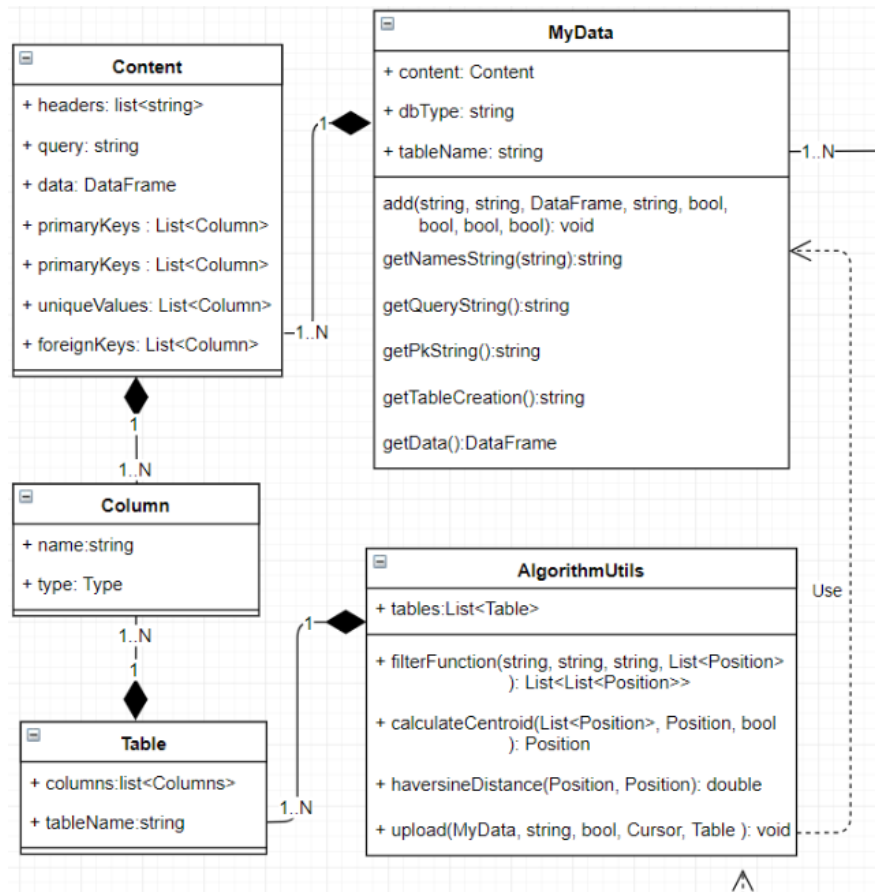 Content
+ headers: list<string>
+ query: string
+ data: DataFrame
+ primaryKeys : List<Column>
+ primaryKeys : List<Column>
+ uniqueValues: List<Column>
+ foreignKeys: List<Column>
MyData
+ content: Content
+ dbType: string
+ tableName: string
add(string, string, DataFrame, string, bool,
bool, bool, bool): void
getNamesString(string):string
getQueryString():string
getPkString():string
getTableCreation():string
getData():DataFrame
1
1..N
1..N
1
1..N
Column
+ name:string
+ type: Type
1..N
1
Table
+ columns:list<Columns>
+ tableName:string
1
1..N
AlgorithmUtils
+ tables:List<Table>
+ filterFunction(string, string, string, List<Position>
): List<List<Position>>
+ calculateCentroid(List<Position>, Position, bool
): Position
+ haversineDistance(Position, Position): double
+ upload(MyData, string, bool, Cursor, Table ): void
Use